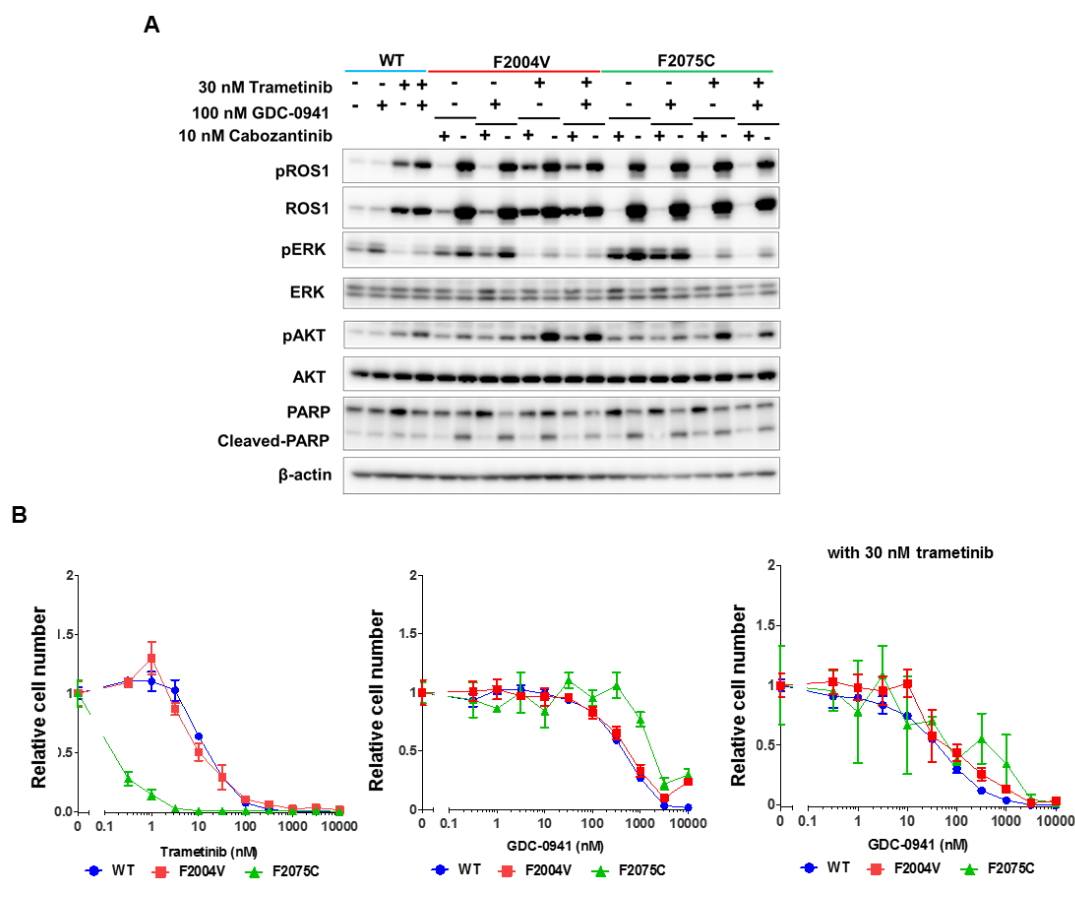 A
WT F2004V F2075C
30 nM Trametinib - - + + - - + + - - + +
100 nM GDC-0941 - + - + - + - + - + - +
10 nM Cabozantinib + - + - + - + - + - + - + - + -
pROS1
ROS1
pERK
ERK
pAKT
AKT
PARP
Cleaved-PARP
β-actin
B
with 30 nM trametinib
Relative cell number
2
1.5
1
0.5
0.0
0 0.1 1 10 100 1000 10000
Trametinib (nM)
WT F2004V F2075C
Relative cell number
2
1.5
1
0.5
0
0 0.1 1 10 100 1000 10000
GDC-0941 (nM)
WT F2004V F2075C
Relative cell number
2
1.5
1
0.5
0
0 0.1 1 10 100 1000 10000
GDC-0941 (nM)
WT F2004V F2075C